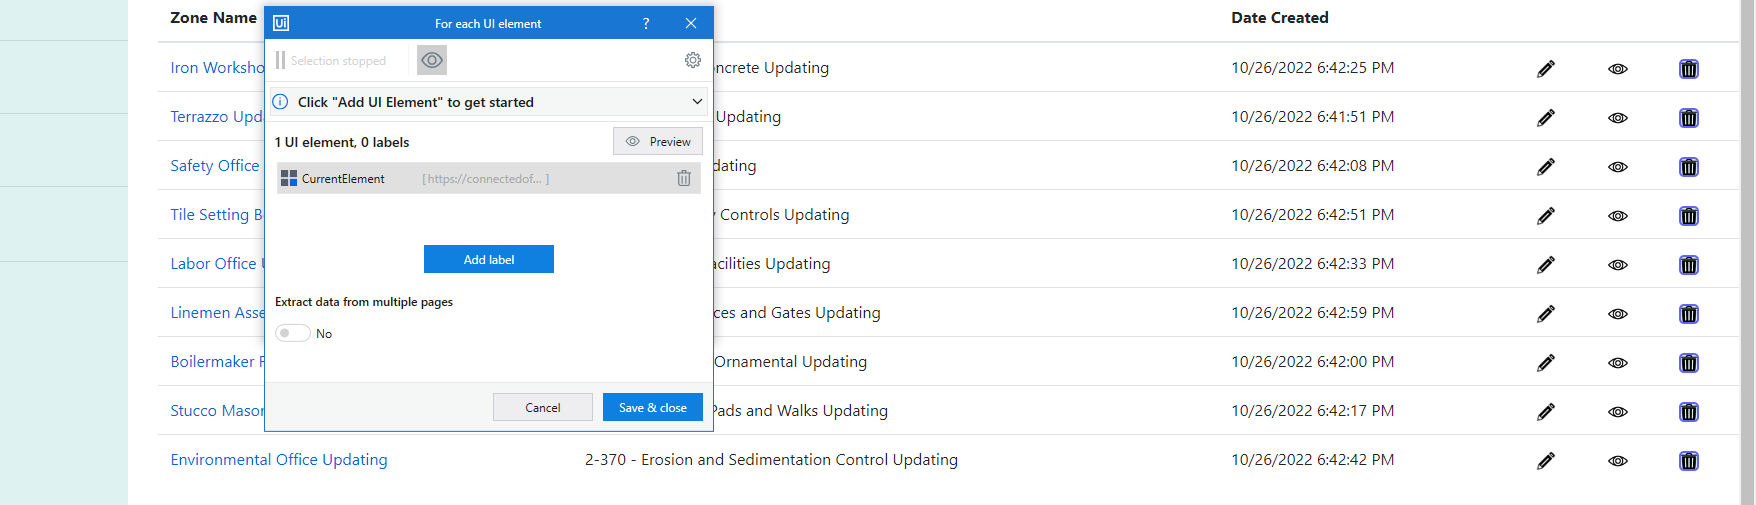 Zone Name
Date Created
Ui For each UI element ? ×
Selection stopped
Click "Add UI Element" to get started
1 UI element, 0 labels
Preview
CurrentElement [ https://connectedof... ]
Add label
Extract data from multiple pages
No
Cancel
Save & close
Iron Worksho oncrete Updating 10/26/2022 6:42:25 PM
Terrazzo Upda Updating 10/26/2022 6:41:51 PM
Safety Office dating 10/26/2022 6:42:08 PM
Tile Setting B y Controls Updating 10/26/2022 6:42:51 PM
Labor Office U acilities Updating 10/26/2022 6:42:33 PM
Linemen Asse ces and Gates Updating 10/26/2022 6:42:59 PM
Boilermaker F Ornamental Updating 10/26/2022 6:42:00 PM
Stucco Mason Pads and Walks Updating 10/26/2022 6:42:17 PM
Environmental Office Updating 2-370 - Erosion and Sedimentation Control Updating 10/26/2022 6:42:42 PM